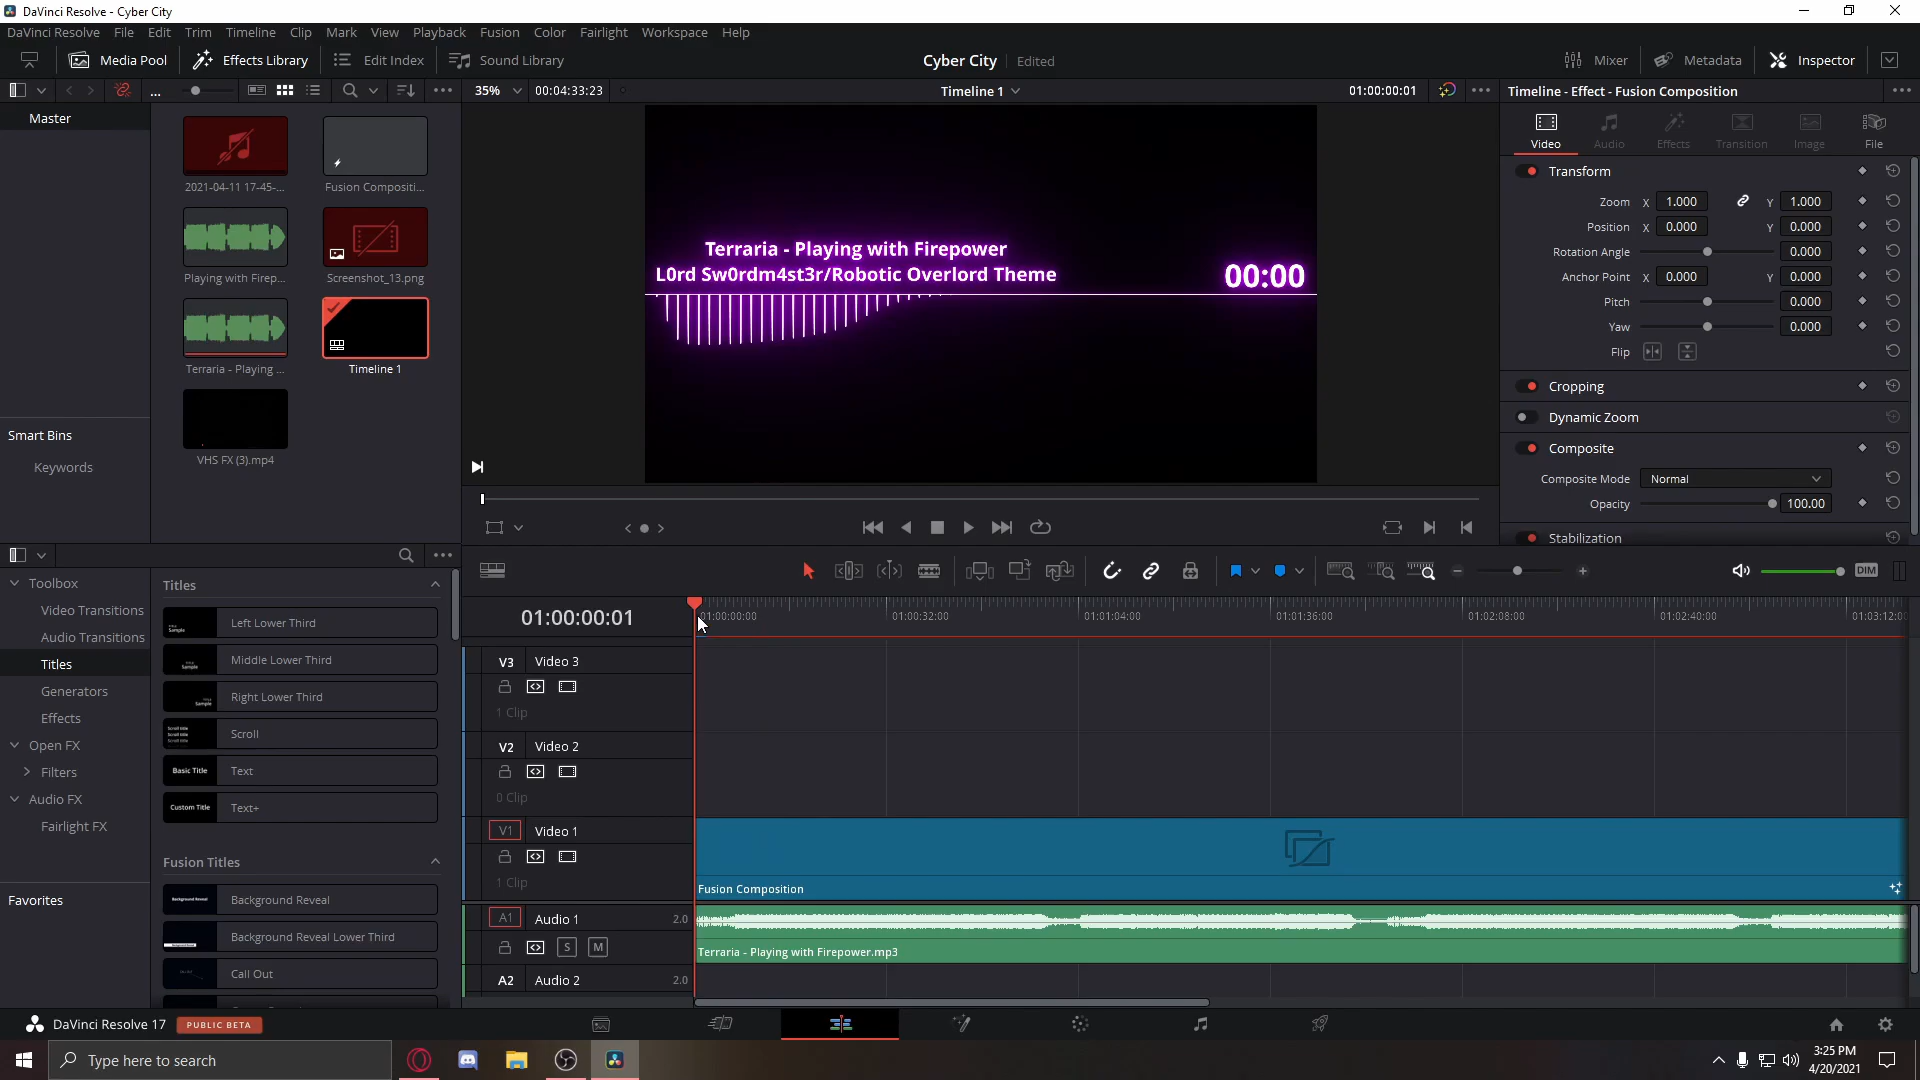 DaVinci Resolve - Cyber City
DaVinci Resolve File Edit Trim Timeline Clip Mark View Playback Fusion Color Fairlight Workspace Help
Media Pool Effects Library Edit Index Sound Library Cyber City Edited Mixer Metadata Inspector
... 35% 00:04:33:23 Timeline 1 01:00:00:01 Timeline - Effect - Fusion Composition
Master
2021-04-11 17-45-... Fusion Compositi...
Playing with Firep... Screenshot_13.png
Terraria - Playing ... Timeline 1
VHS FX (3).mp4
Smart Bins
Keywords
Terraria - Playing with Firepower
L0rd Sw0rdm4st3r/Robotic Overlord Theme
00:00
Video Audio Effects Transition Image File
Transform
Zoom X 1.000 Y 1.000
Position X 0.000 Y 0.000
Rotation Angle 0.000
Anchor Point X 0.000 Y 0.000
Pitch 0.000
Yaw 0.000
Flip
Cropping
Dynamic Zoom
Composite
Composite Mode Normal
Opacity 100.00
Stabilization
Toolbox
Video Transitions
Audio Transitions
Titles
Generators
Effects
Open FX
Filters
Audio FX
Fairlight FX
Favorites
Titles
Sample Left Lower Third
Sample Middle Lower Third
Sample Right Lower Third
Scroll
Basic Title Text
Custom Title Text+
Fusion Titles
Background Reveal
Background Reveal Lower Third
Call Out
DIM
01:00:00:01
01:00:00:00 01:00:32:00 01:01:04:00 01:01:36:00 01:02:08:00 01:02:40:00 01:03:12:00
V3 Video 3
1 Clip
V2 Video 2
0 Clip
V1 Video 1
1 Clip
Fusion Composition
A1 Audio 1 2.0
S M
Terraria - Playing with Firepower.mp3
A2 Audio 2 2.0
DaVinci Resolve 17 PUBLIC BETA
Type here to search
3:25 PM
4/20/2021